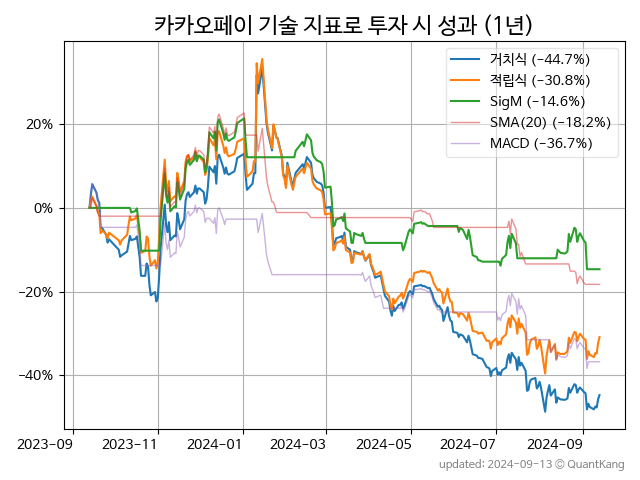 카카오페이 기술 지표로 투자 시 성과 (1년)
거치식 (−44.7%)
적립식 (−30.8%)
SigM (−14.6%)
SMA(20) (−18.2%)
MACD (−36.7%)
20%
0%
−20%
−40%
2023-09 2023-11 2024-01 2024-03 2024-05 2024-07 2024-09
updated: 2024-09-13 ⓒ QuantKang